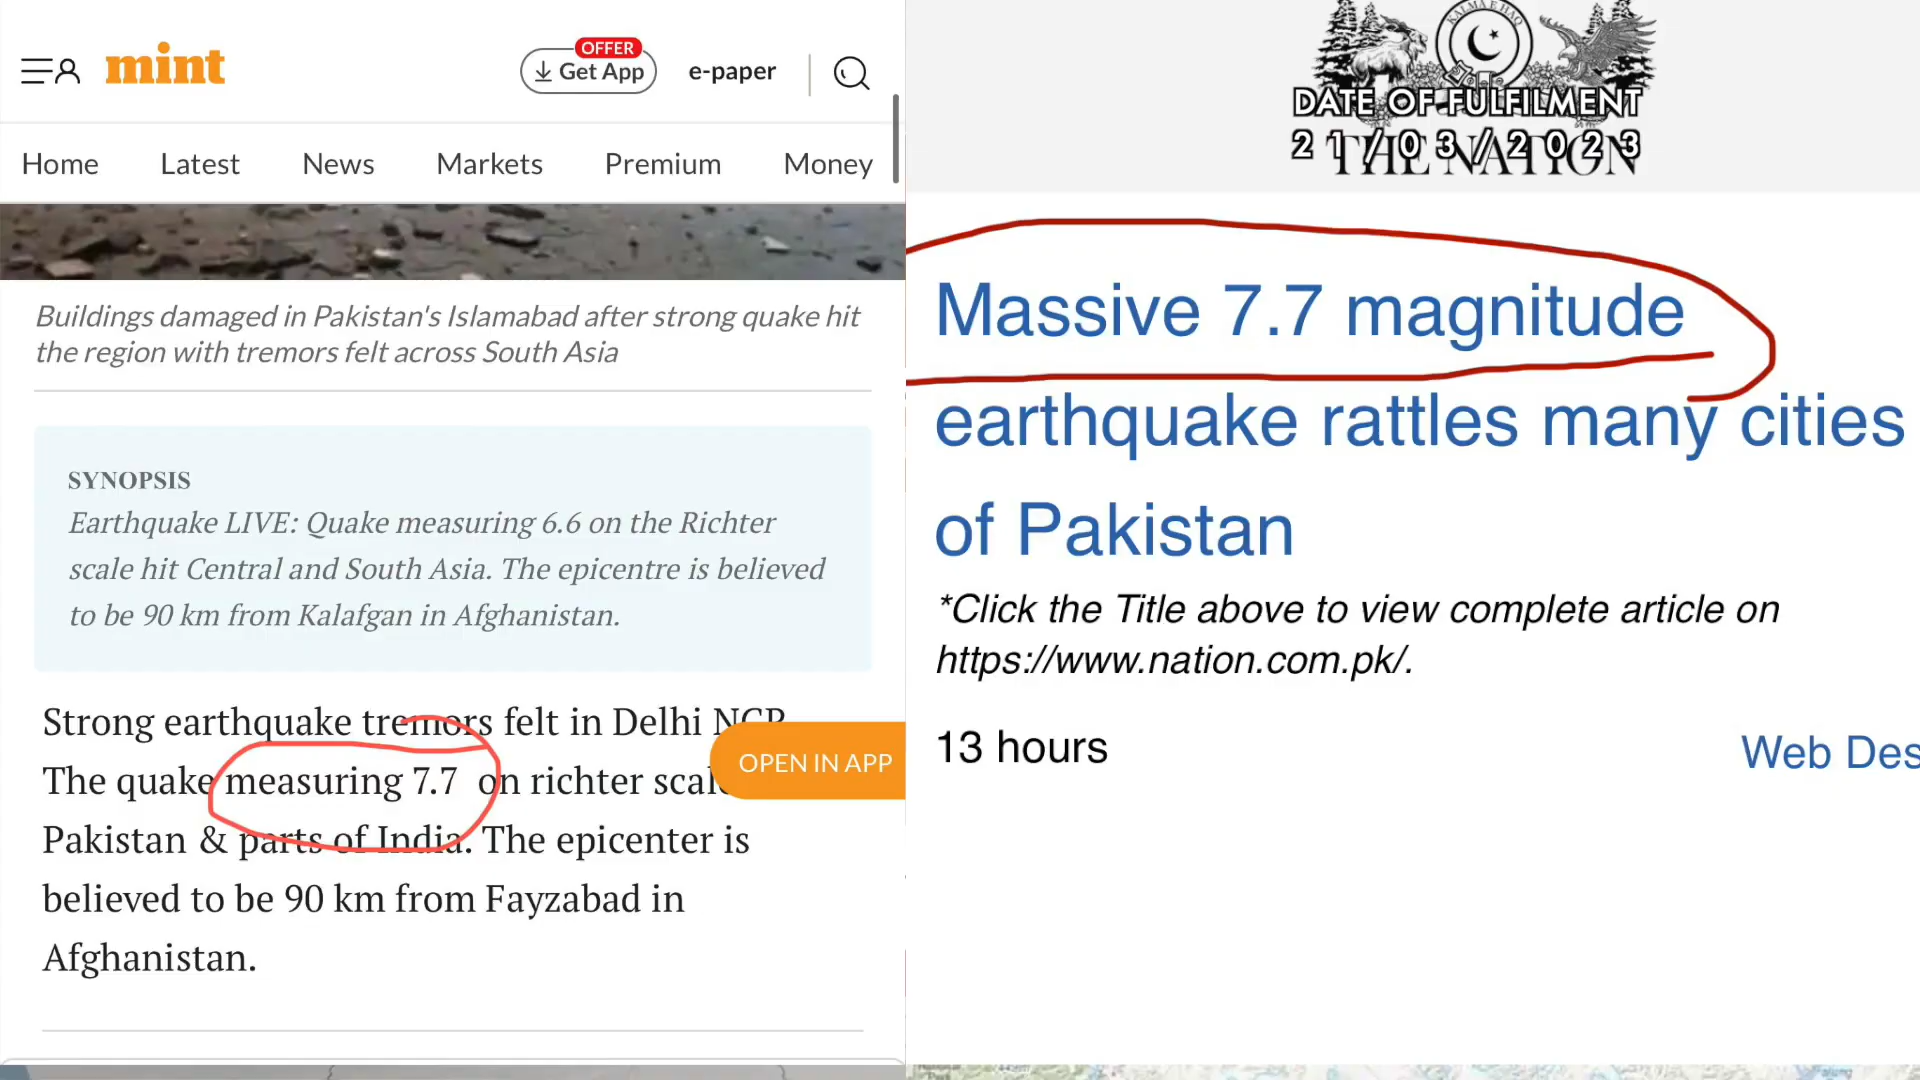 mint
OFFER
Get App
e-paper
Home Latest News Markets Premium Money
Buildings damaged in Pakistan's Islamabad after strong quake hit
the region with tremors felt across South Asia
SYNOPSIS
Earthquake LIVE: Quake measuring 6.6 on the Richter
scale hit Central and South Asia. The epicentre is believed
to be 90 km from Kalafgan in Afghanistan.
Strong earthquake tremors felt in Delhi NCR
The quake measuring 7.7 on richter
Pakistan & parts of India. The epicenter is
believed to be 90 km from Fayzabad in
Afghanistan.
OPEN IN APP
KALMA E HAQ
DATE OF FULFILMENT
21/03/2023
THE NATION
Massive 7.7 magnitude
earthquake rattles many cities
of Pakistan
*Click the Title above to view complete article on
https://www.nation.com.pk/.
13 hours
Web Des